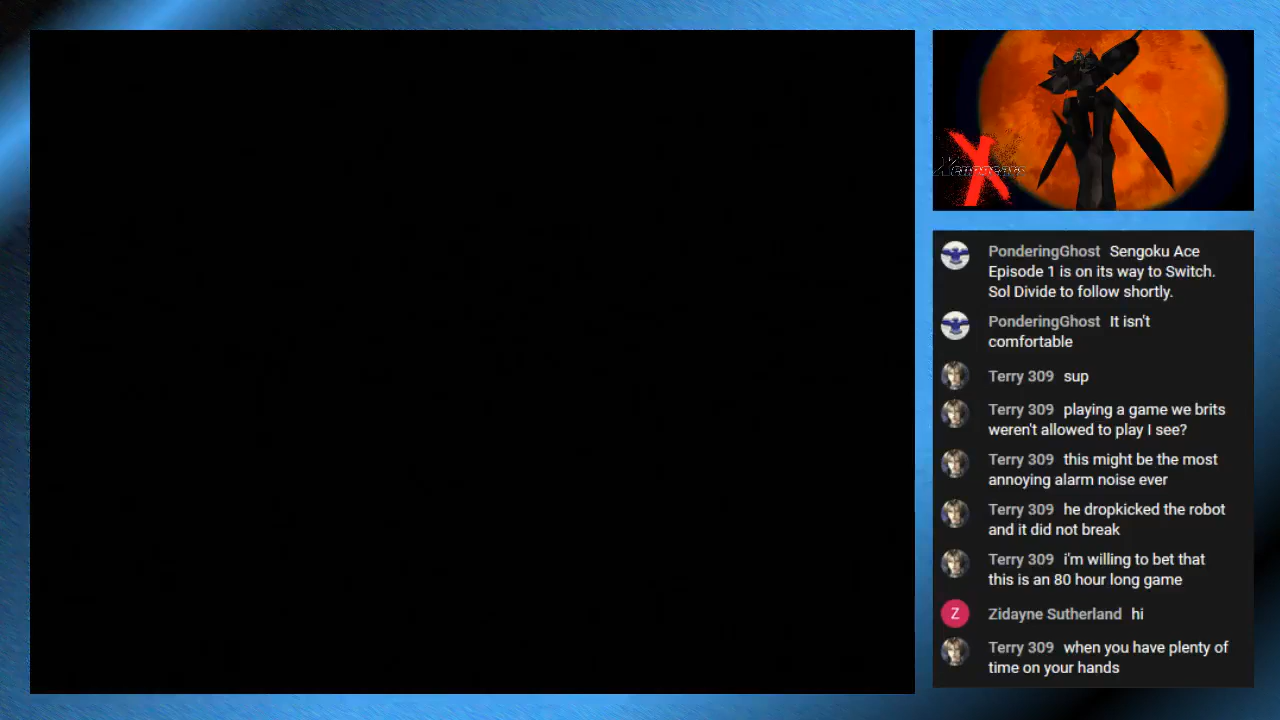 Xenogears
PonderingGhost Sengoku Ace
Episode 1 is on its way to Switch.
Sol Divide to follow shortly.
PonderingGhost It isn't
comfortable
Terry 309 sup
Terry 309 playing a game we brits
weren't allowed to play I see?
Terry 309 this might be the most
annoying alarm noise ever
Terry 309 he dropkicked the robot
and it did not break
Terry 309 i'm willing to bet that
this is an 80 hour long game
Z Zidayne Sutherland hi
Terry 309 when you have plenty of
time on your hands